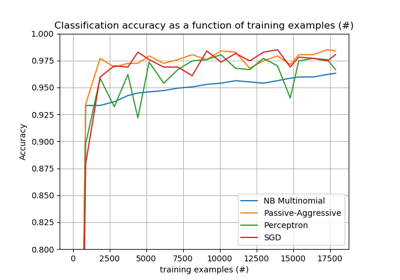 Classification accuracy as a function of training examples (#)
1.000
0.975
0.950
0.925
0.900
0.875
0.850
0.825
0.800
Accuracy
NB Multinomial
Passive-Aggressive
Perceptron
SGD
0 2500 5000 7500 10000 12500 15000 17500
training examples (#)